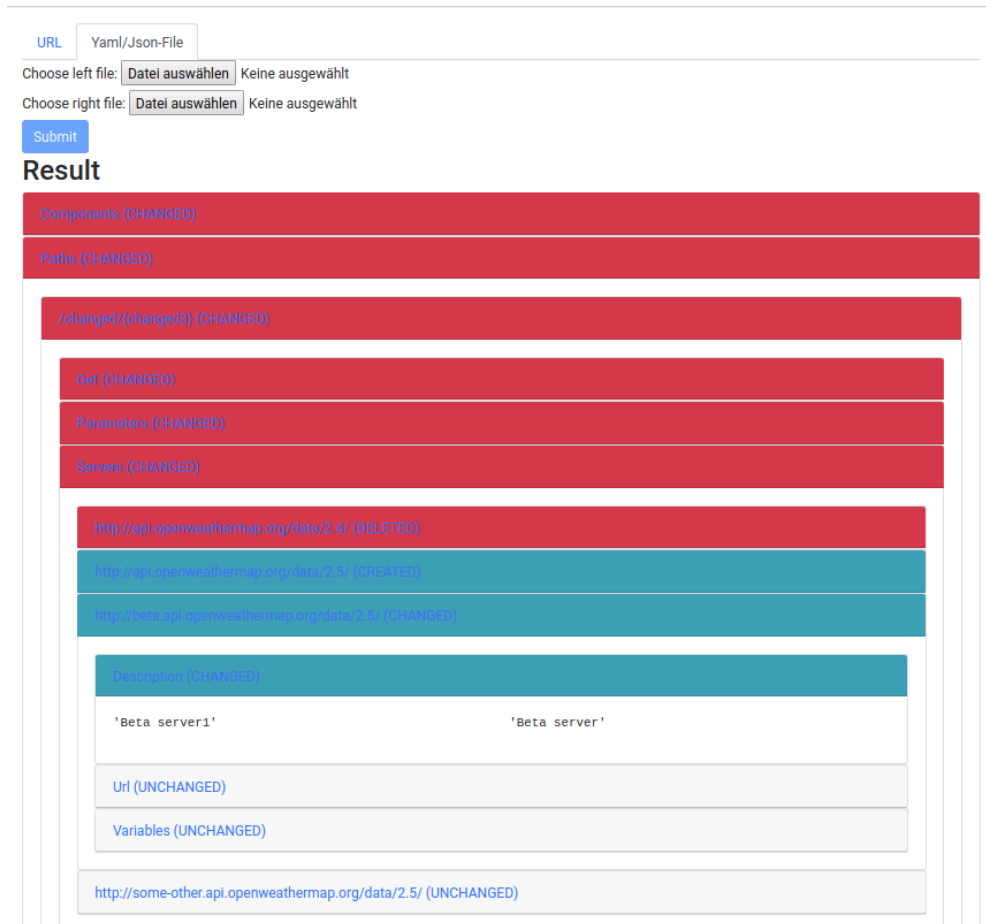 URL Yaml/Json-File
Choose left file: Datei auswählen Keine ausgewählt
Choose right file: Datei auswählen Keine ausgewählt
Submit
Result
Components (CHANGED)
Paths (CHANGED)
/changed/{changed3} (CHANGED)
Get (CHANGED)
Parameters (CHANGED)
Servers (CHANGED)
http://api.openweathermap.org/data/2.4/ (DELETED)
http://api.openweathermap.org/data/2.5/ (CREATED)
http://beta.api.openweathermap.org/data/2.5/ (CHANGED)
Description (CHANGED)
'Beta server1' 'Beta server'
Url (UNCHANGED)
Variables (UNCHANGED)
http://some-other.api.openweathermap.org/data/2.5/ (UNCHANGED)